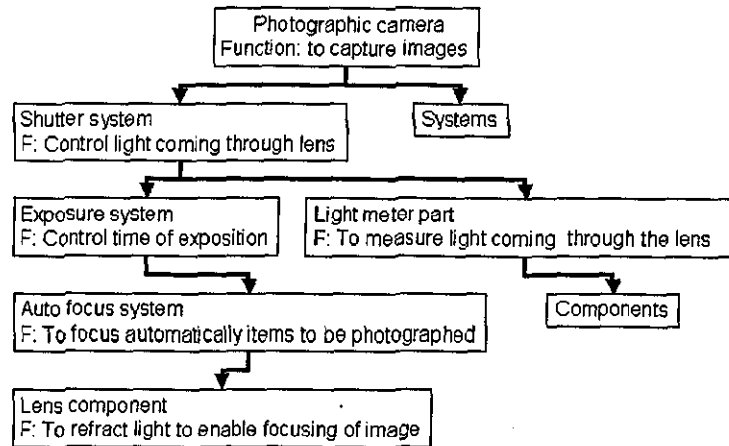 Photographic camera
Function: to capture images
Shutter system
F: Control light coming through lens
Systems
Exposure system
F: Control time of exposition
Light meter part
F: To measure light coming through the lens
Auto focus system
F: To focus automatically items to be photographed
Components
Lens component
F: To refract light to enable focusing of image